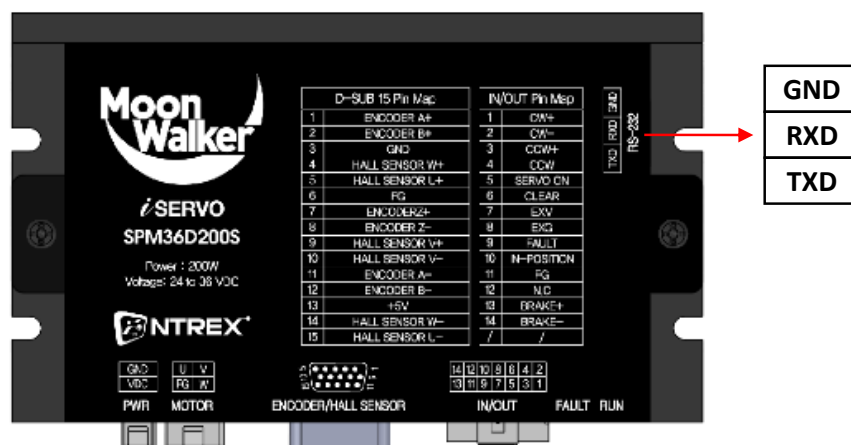 Moon
Walker
iSERVO
SPM36D200S
Power : 200W
Voltage: 24 to 36 VDC
NTREX
D-SUB 15 Pin Map
1 ENCODER A+
2 ENCODER B+
3 GND
4 HALL SENSOR W+
5 HALL SENSOR U+
6 FG
7 ENCODERZ+
8 ENCODER Z-
9 HALL SENSOR V+
10 HALL SENSOR V-
11 ENCODER A-
12 ENCODER B-
13 +5V
14 HALL SENSOR W-
15 HALL SENSOR U-
IN/OUT Pin Map
1 CW+
2 CW-
3 CCW+
4 CCW
5 SERVO ON
6 CLEAR
7 EXV
8 EXG
9 FAULT
10 N-POSITION
11 FG
12 N.C
13 BRAKE+
14 BRAKE-
/ /
TXD RXD GND
RS-232
GND
RXD
TXD
GND U V
VDC FG W
PWR MOTOR
ENCODER/HALL SENSOR
14 12 10 8 6 4 2
13 11 9 7 5 3 1
IN/OUT FAULT RUN